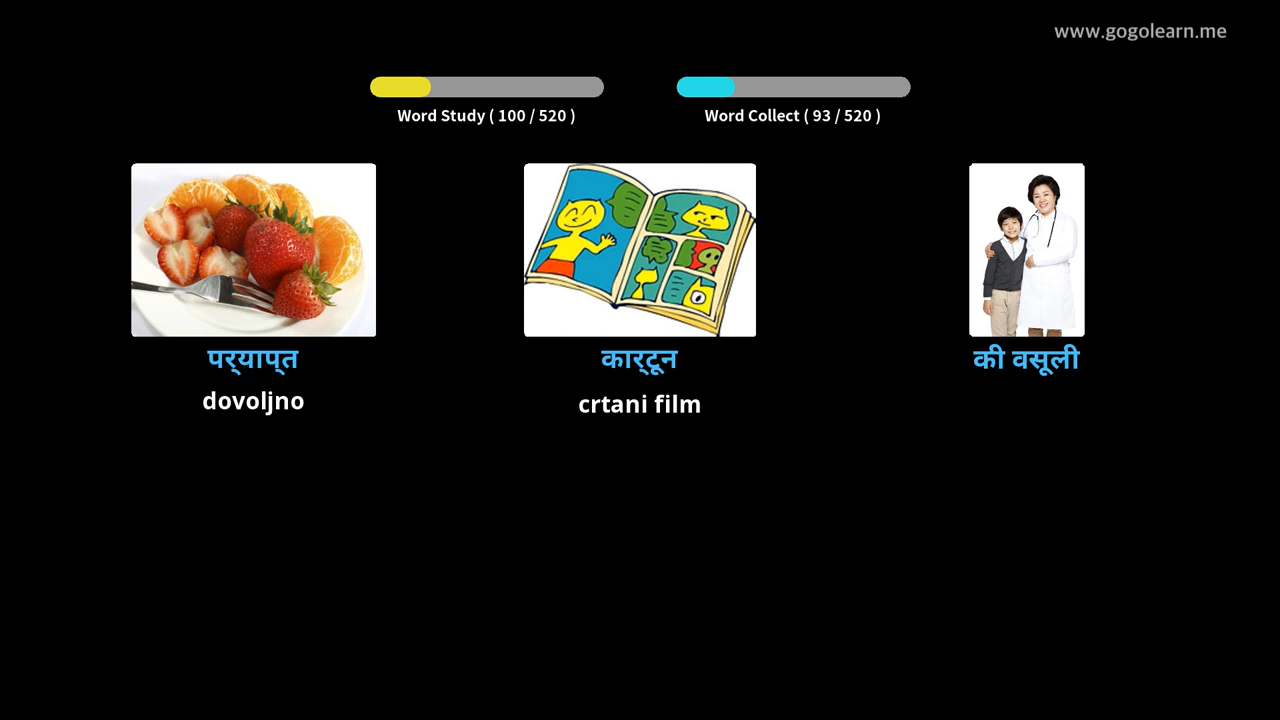 www.gogolearn.me
Word Study ( 100 / 520 )
Word Collect ( 93 / 520 )
पर्याप्त
कार्टून
की वसूली
dovoljno
crtani film